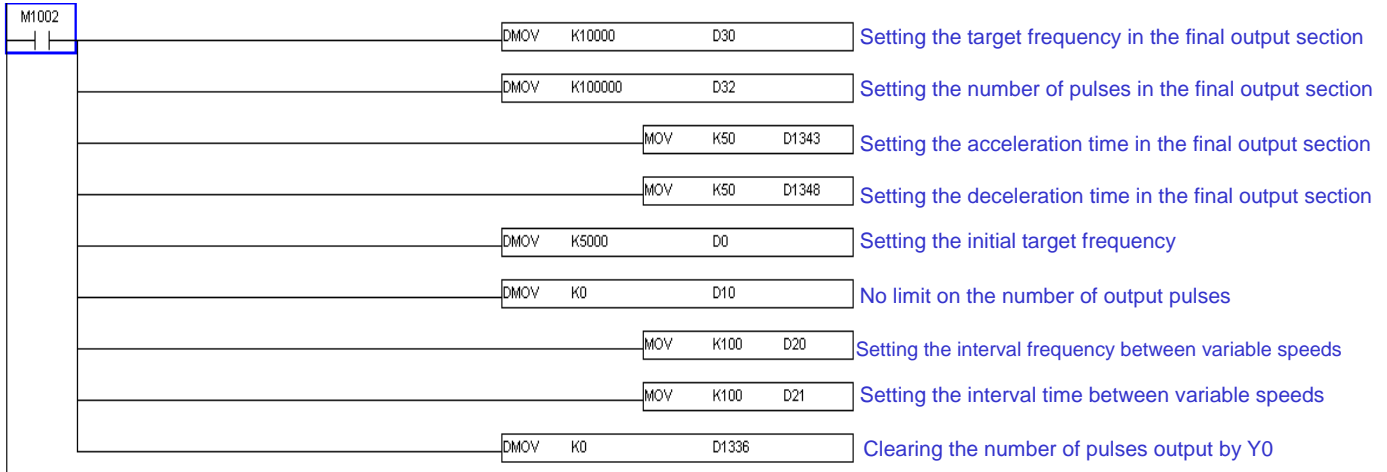 M1002
DMOV K10000 D30 Setting the target frequency in the final output section
DMOV K100000 D32 Setting the number of pulses in the final output section
MOV K50 D1343 Setting the acceleration time in the final output section
MOV K50 D1348 Setting the deceleration time in the final output section
DMOV K5000 D0 Setting the initial target frequency
DMOV K0 D10 No limit on the number of output pulses
MOV K100 D20 Setting the interval frequency between variable speeds
MOV K100 D21 Setting the interval time between variable speeds
DMOV K0 D1336 Clearing the number of pulses output by Y0